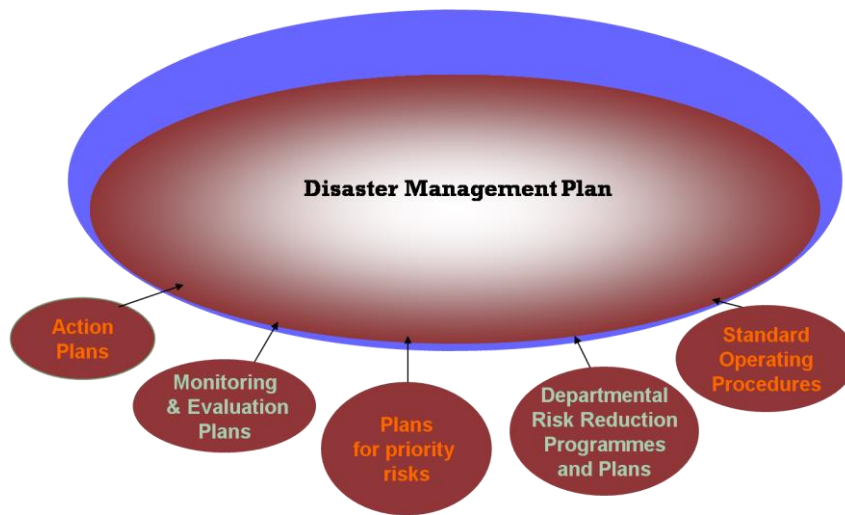 Disaster Management Plan
Action
Plans
Monitoring
& Evaluation
Plans
Plans
for priority
risks
Departmental
Risk Reduction
Programmes
and Plans
Standard
Operating
Procedures